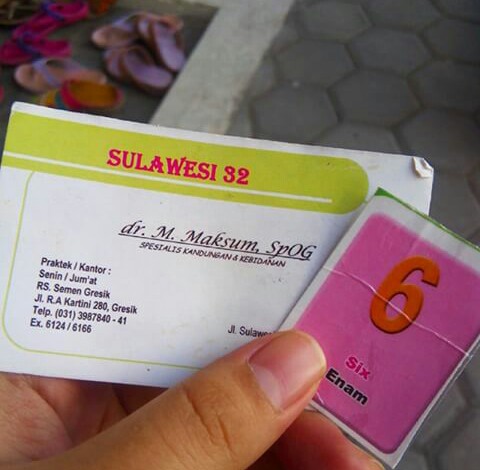 SULAWESI 32
dr. M. Maksum, SpOG
SPESIALIS KANDUNGAN & KEBIDANAN
Praktek / Kantor :
Senin / Jum'at
RS. Semen Gresik
Jl. R.A Kartini 280, Gresik
Telp. (031) 3987840 - 41
Ex. 6124 / 6166
Jl.
6
Six
Enam